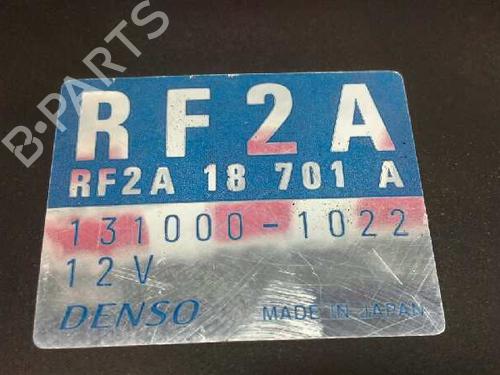 B-PARTS
RF2A
RF2A 18 701 A
131000-1022
12V
DENSO MADE IN JAPAN